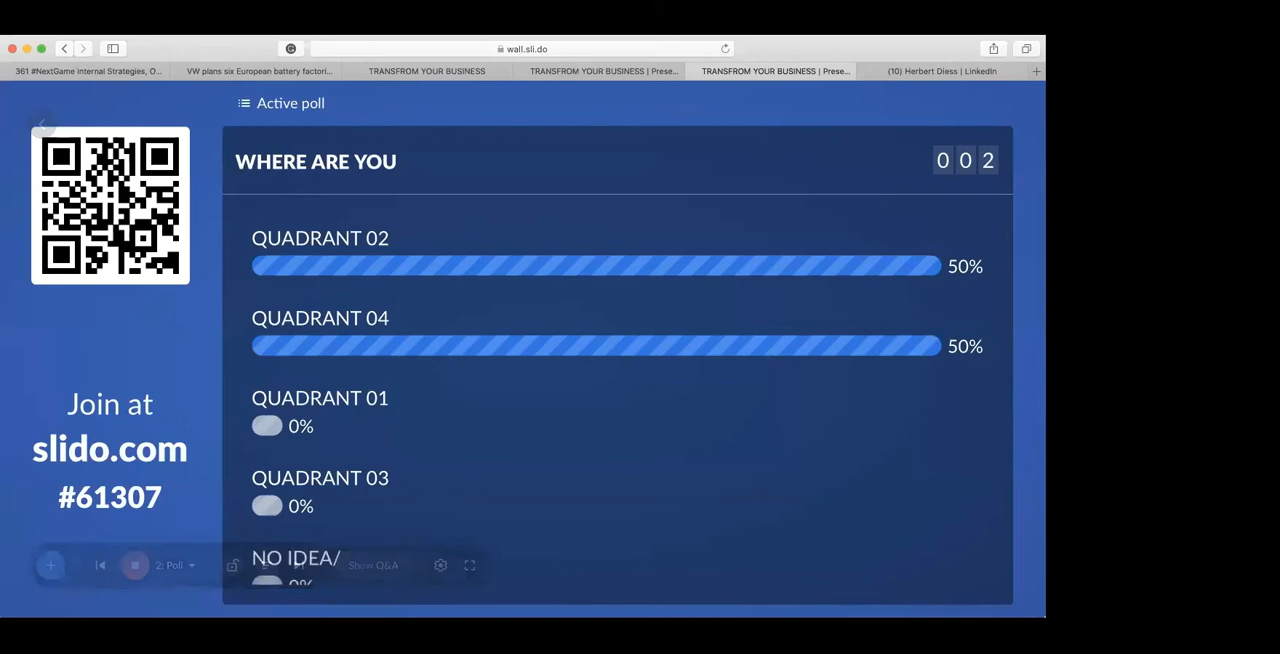 wall.sli.do
361 #NextGame Internal Strategies, O...
VW plans six European battery factori...
TRANSFROM YOUR BUSINESS
TRANSFROM YOUR BUSINESS | Prese...
TRANSFROM YOUR BUSINESS | Prese...
(10) Herbert Diess | LinkedIn
Active poll
WHERE ARE YOU
002
QUADRANT 02
50%
QUADRANT 04
50%
QUADRANT 01
0%
QUADRANT 03
0%
NO IDEA/
0%
Join at
slido.com
#61307
2: Poll
Show Q&A